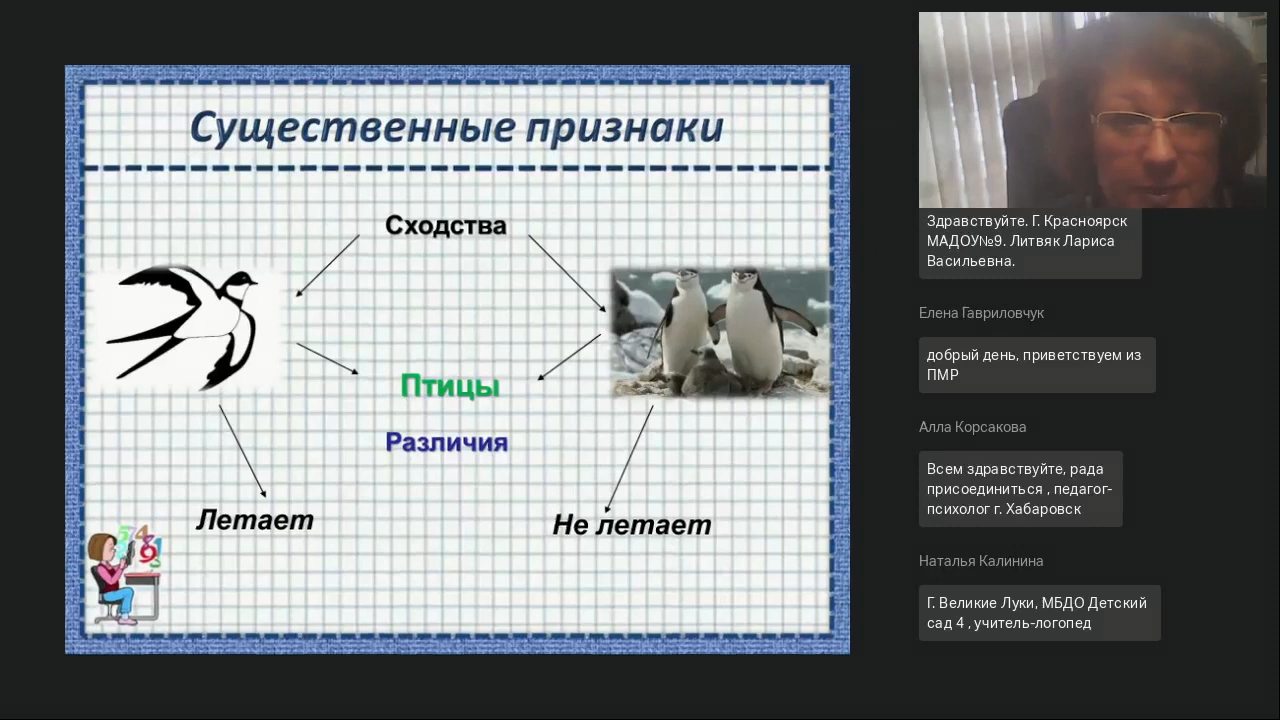 Существенные признаки
Сходства
Птицы
Различия
Летает
Не летает
Здравствуйте. Г. Красноярск
МАДОУ№9. Литвяк Лариса
Васильевна.
Елена Гавриловчук
добрый день, приветствуем из
ПМР
Алла Корсакова
Всем здравствуйте, рада
присоединиться , педагог-
психолог г. Хабаровск
Наталья Калинина
Г. Великие Луки, МБДО Детский
сад 4 , учитель-логопед